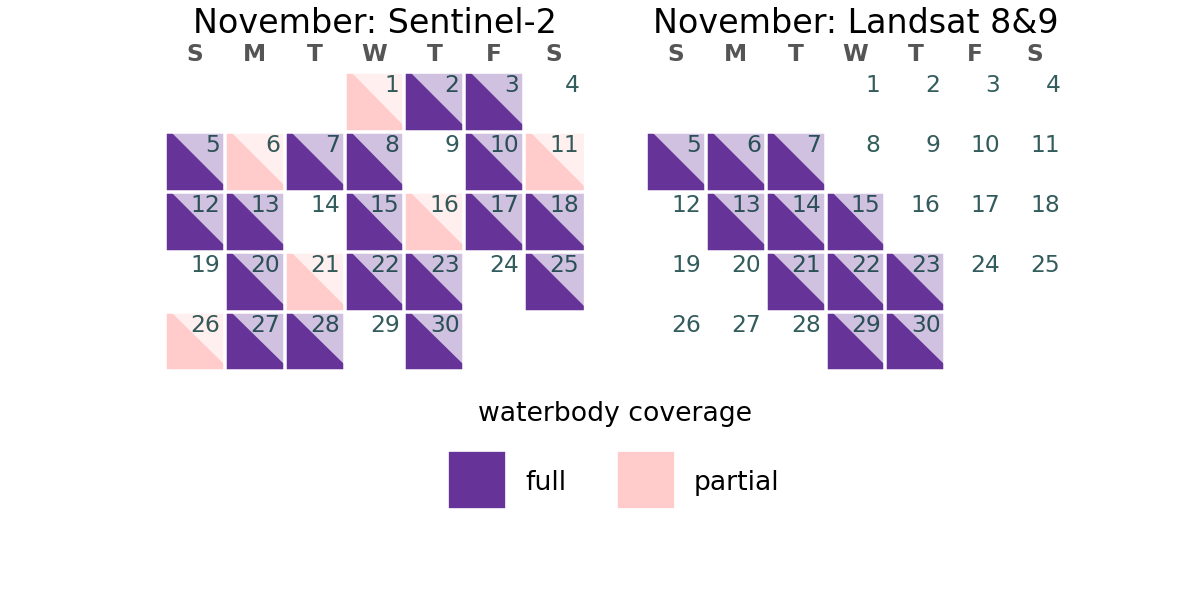 November: Sentinel-2
S M T W T F S
1 2 3 4
5 6 7 8 9 10 11
12 13 14 15 16 17 18
19 20 21 22 23 24 25
26 27 28 29 30
November: Landsat 8&9
S M T W T F S
1 2 3 4
5 6 7 8 9 10 11
12 13 14 15 16 17 18
19 20 21 22 23 24 25
26 27 28 29 30
waterbody coverage
full
partial